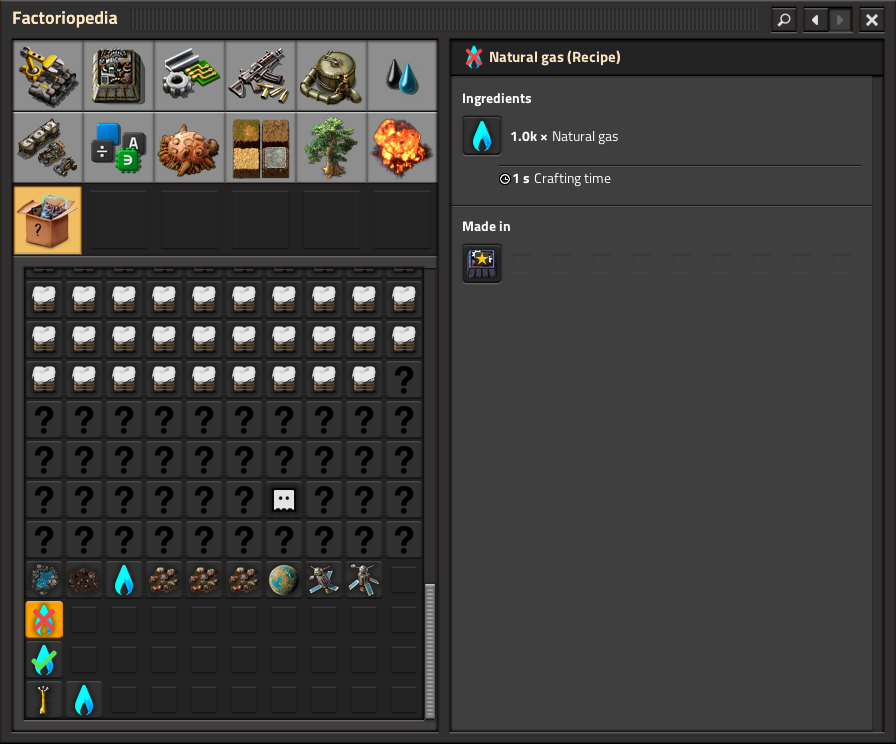 Factoriopedia
Natural gas (Recipe)
Ingredients
1.0k × Natural gas
1 s Crafting time
Made in
÷ A
?
? ? ? ? ? ? ? ? ? ?
? ? ? ? ? ? ? ? ? ?
? ? ? ? ? ? ? ? ?
? ? ? ? ? ? ? ? ? ?